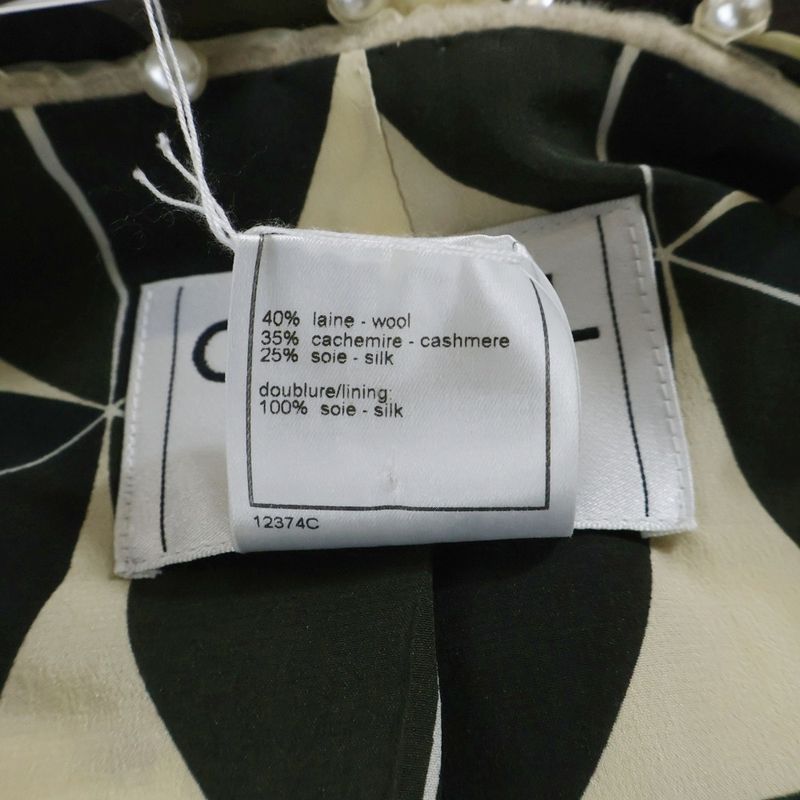 40% laine - wool
35% cachemire - cashmere
25% soie - silk
doublure/lining:
100% soie - silk
12374C